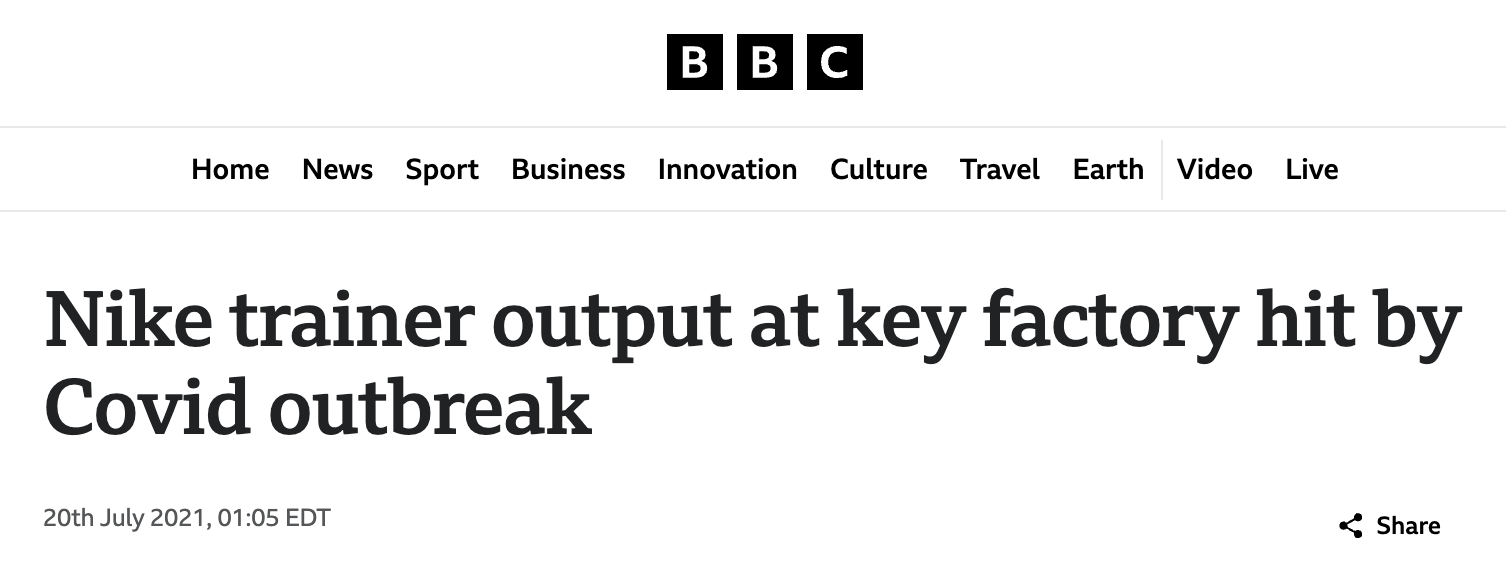 BBC
Home News Sport Business Innovation Culture Travel Earth Video Live
Nike trainer output at key factory hit by
Covid outbreak
20th July 2021, 01:05 EDT
Share